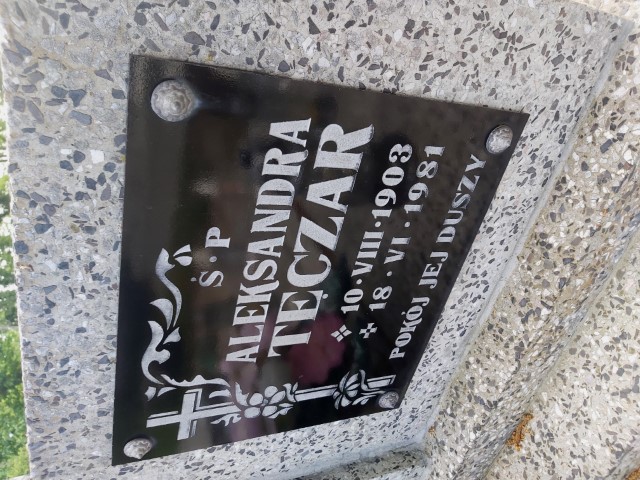 Ś.P
ALEKSANDRA
TĘCZAR
10·VIII·1903
18.VI.1981
POKÓJ JEJ DUSZY